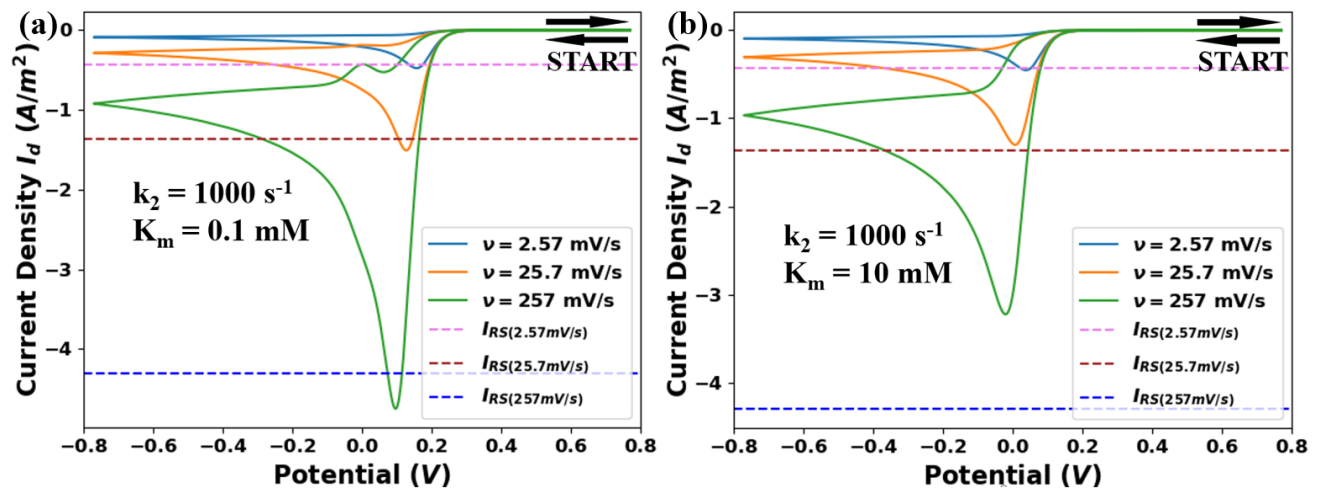 (a)
START
k₂ = 1000 s⁻¹
Kₘ = 0.1 mM
ν = 2.57 mV/s
ν = 25.7 mV/s
ν = 257 mV/s
I_RS(2.57mV/s)
I_RS(25.7mV/s)
I_RS(257mV/s)
0
−1
−2
−3
−4
−0.8 −0.6 −0.4 −0.2 0.0 0.2 0.4 0.6 0.8
Current Density I_d (A/m²)
Potential (V)
(b)
START
k₂ = 1000 s⁻¹
Kₘ = 10 mM
ν = 2.57 mV/s
ν = 25.7 mV/s
ν = 257 mV/s
I_RS(2.57mV/s)
I_RS(25.7mV/s)
I_RS(257mV/s)
0
−1
−2
−3
−4
−0.8 −0.6 −0.4 −0.2 0.0 0.2 0.4 0.6 0.8
Current Density I_d (A/m²)
Potential (V)